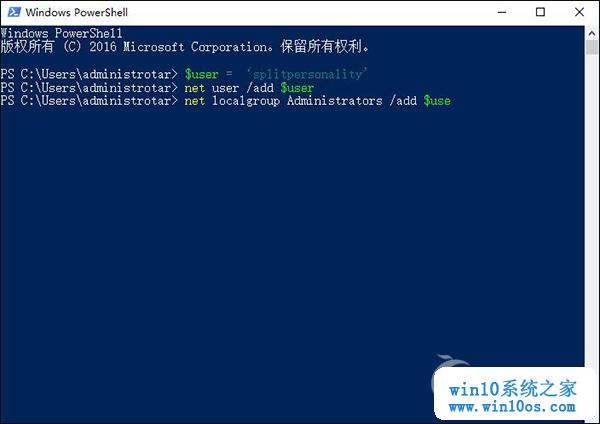 Windows PowerShell
Windows PowerShell
版权所有 (C) 2016 Microsoft Corporation。保留所有权利。
PS C:\Users\administrotar> $user = ‘splitpersonality’
PS C:\Users\administrotar> net user /add $user
PS C:\Users\administrotar> net localgroup Administrators /add $use
win10系统之家
www.win10os.com